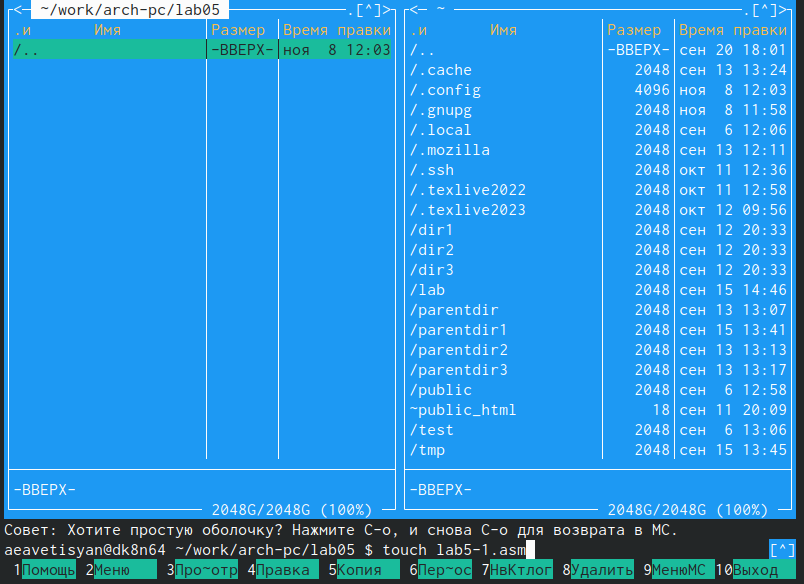 <─ ~/work/arch-pc/lab05 ─.[^]>
.и Имя Размер Время правки
/.. -ВВЕРХ- ноя 8 12:03
-ВВЕРХ-
2048G/2048G (100%)
<─ ~ ─.[^]>
.и Имя Размер Время правки
/.. -ВВЕРХ- сен 20 18:01
/.cache 2048 сен 13 13:24
/.config 4096 ноя 8 12:03
/.gnupg 2048 ноя 8 11:58
/.local 2048 сен 6 12:06
/.mozilla 2048 сен 13 12:11
/.ssh 2048 окт 11 12:36
/.texlive2022 2048 окт 11 12:58
/.texlive2023 2048 окт 12 09:56
/dir1 2048 сен 12 20:33
/dir2 2048 сен 12 20:33
/dir3 2048 сен 12 20:33
/lab 2048 сен 15 14:46
/parentdir 2048 сен 13 13:07
/parentdir1 2048 сен 15 13:41
/parentdir2 2048 сен 13 13:13
/parentdir3 2048 сен 13 13:17
/public 2048 сен 6 12:58
~public_html 18 сен 11 20:09
/test 2048 сен 6 13:06
/tmp 2048 сен 15 13:45
-ВВЕРХ-
2048G/2048G (100%)
Совет: Хотите простую оболочку? Нажмите C-o, и снова C-o для возврата в MC.
aeavetisyan@dk8n64 ~/work/arch-pc/lab05 $ touch lab5-1.asm [^]
1Помощь 2Меню 3Про~отр 4Правка 5Копия 6Пер~ос 7НвКтлог 8Удалить 9МенюMC 10Выход